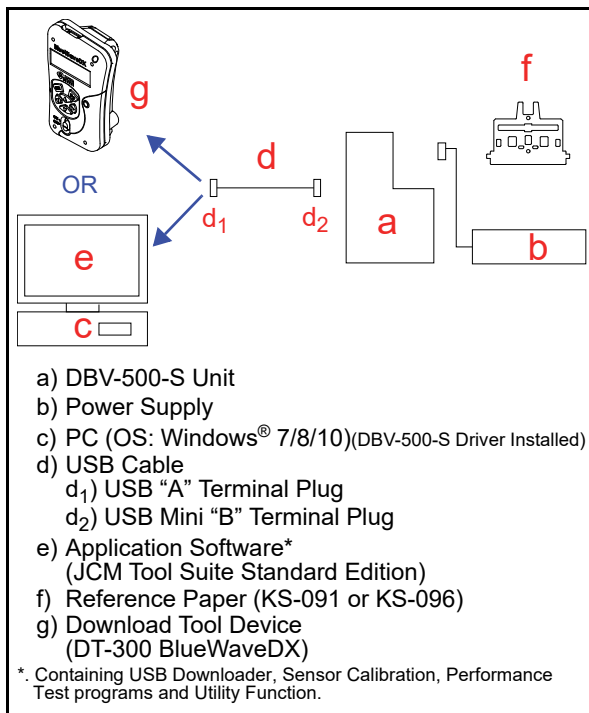 g
f
OR
d
d1
d2
a
b
e
c
a) DBV-500-S Unit
b) Power Supply
c) PC (OS: Windows® 7/8/10)(DBV-500-S Driver Installed)
d) USB Cable
d1) USB “A” Terminal Plug
d2) USB Mini “B” Terminal Plug
e) Application Software*
(JCM Tool Suite Standard Edition)
f) Reference Paper (KS-091 or KS-096)
g) Download Tool Device
(DT-300 BlueWaveDX)
*. Containing USB Downloader, Sensor Calibration, Performance
Test programs and Utility Function.